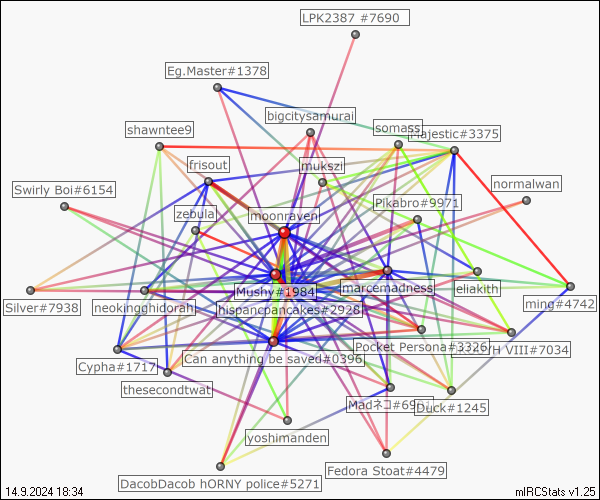 LPK2387 #7690
Eg.Master#1378
bigcitysamurai
somass
Majestic#3375
shawntee9
frisout
mukszi
Swirly Boi#6154
normalwan
Pikabro#9971
zebula
moonraven
Mushy#1984
marcemadness
eliakith
Silver#7938
neokingghidorah
hispancpancakes#2928
ming#4742
Pocket Persona#3326
H VIII#7034
Can anything be saved#0396
Cypha#1717
thesecondtwat
Madネコ#69
Duck#1245
yoshimanden
Fedora Stoat#4479
DacobDacob hORNY police#5271
14.9.2024 18:34
mIRCStats v1.25